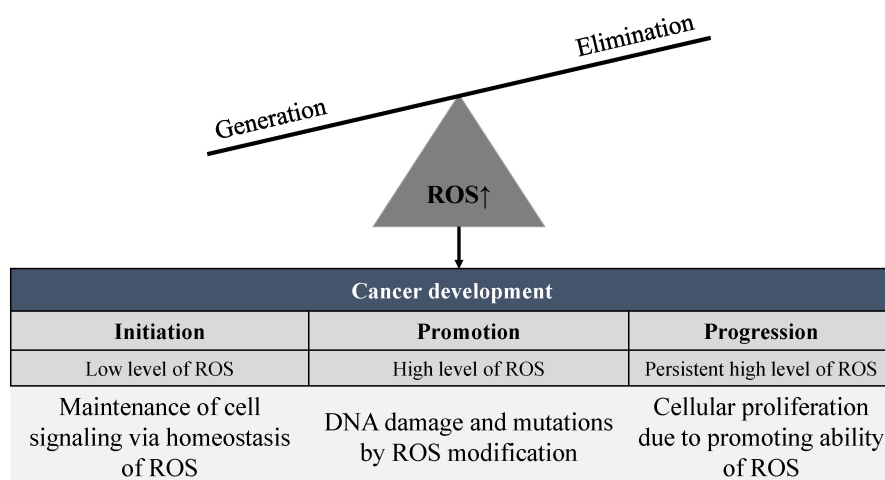 Elimination
Generation
ROS↑
Cancer development
Initiation
Promotion
Progression
Low level of ROS
High level of ROS
Persistent high level of ROS
Maintenance of cell
signaling via homeostasis
of ROS
DNA damage and mutations
by ROS modification
Cellular proliferation
due to promoting ability
of ROS